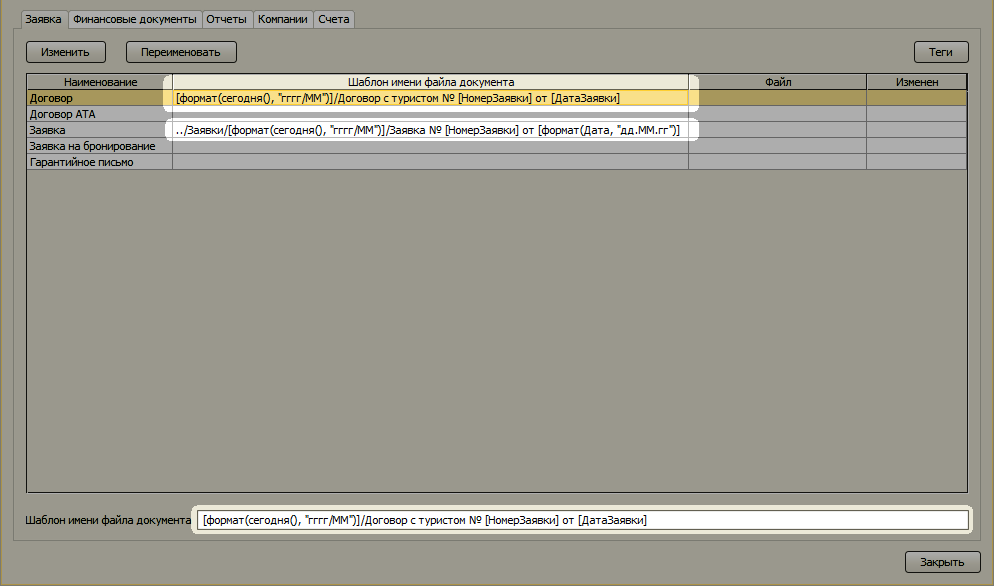 Заявка Финансовые документы Отчеты Компании Счета
Изменить Переименовать Теги
Наименование Шаблон имени файла документа Файл Изменен
Договор [формат(сегодня(), "гггг/ММ")]/Договор с туристом № [НомерЗаявки] от [ДатаЗаявки]
Договор АТА
Заявка ../Заявки/[формат(сегодня(), "гггг/ММ")]/Заявка № [НомерЗаявки] от [формат(Дата, "дд.ММ.гг")]
Заявка на бронирование
Гарантийное письмо
Шаблон имени файла документа [формат(сегодня(), "гггг/ММ")]/Договор с туристом № [НомерЗаявки] от [ДатаЗаявки]
Закрыть